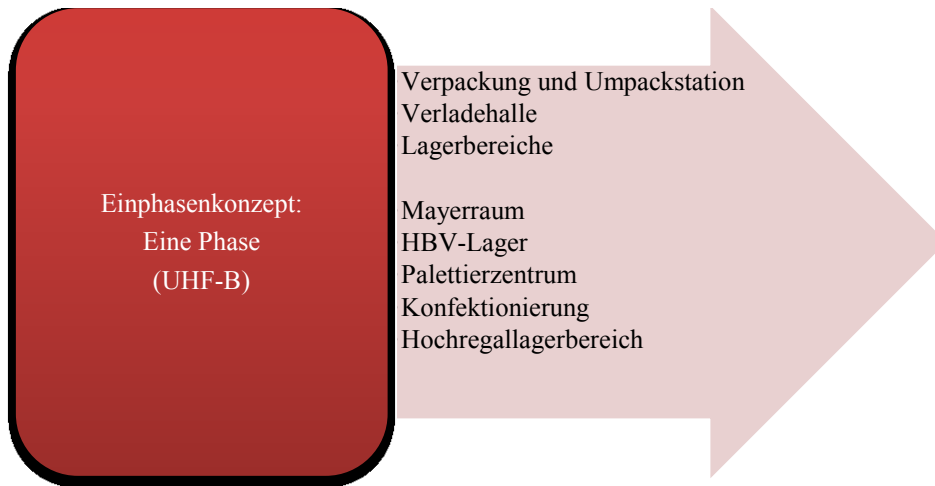 Einphasenkonzept:
Eine Phase
(UHF-B)
Verpackung und Umpackstation
Verladehalle
Lagerbereiche
Mayerraum
HBV-Lager
Palettierzentrum
Konfektionierung
Hochregallagerbereich